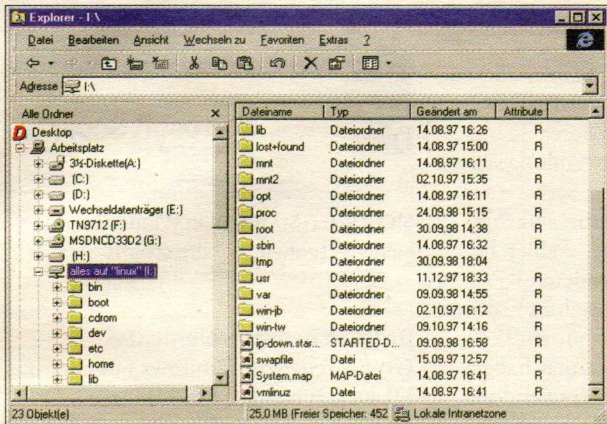 Explorer - I:\
Datei Bearbeiten Ansicht Wechseln zu Favoriten Extras ?
Adresse I:\
Alle Ordner
Desktop
Arbeitsplatz
3½-Diskette (A:)
(C:)
(D:)
Wechseldatenträger (E:)
TN9712 (F:)
MSDNCD33D2 (G:)
(H:)
alles auf "linux" (I:)
bin
boot
cdrom
dev
etc
home
lib
Dateiname Typ Geändert am Attribute
lib Dateiordner 14.08.97 16:26 R
lost+found Dateiordner 14.08.97 15:00 R
mnt Dateiordner 14.08.97 16:11 R
mnt2 Dateiordner 02.10.97 15:35 R
opt Dateiordner 14.08.97 16:11 R
proc Dateiordner 24.09.98 15:15 R
root Dateiordner 30.09.98 14:38 R
sbin Dateiordner 14.08.97 16:32 R
tmp Dateiordner 30.09.98 18:04
usr Dateiordner 11.12.97 18:33 R
var Dateiordner 09.09.98 14:55 R
win-jb Dateiordner 02.10.97 16:12 R
win-tw Dateiordner 09.10.97 14:16 R
ip-down.star... STARTED-D... 09.09.98 16:58 R
swapfile Datei 15.09.97 12:57 R
System.map MAP-Datei 14.08.97 16:41 R
vmlinuz Datei 14.08.97 16:41 R
23 Objekt(e) 25,0 MB (Freier Speicher: 452 Lokale Intranetzone